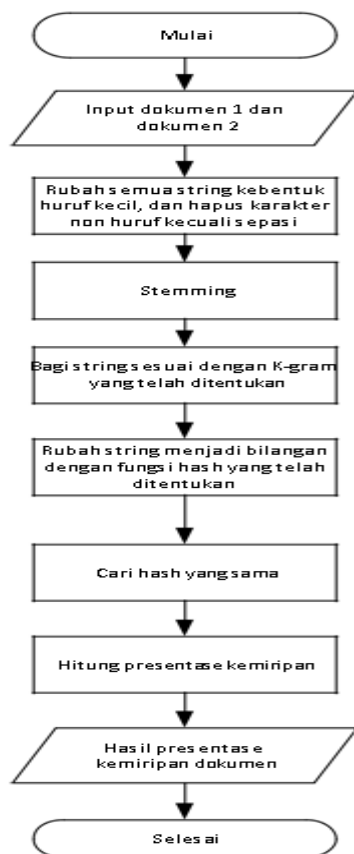 Mulai
Input dokumen 1 dan
dokumen 2
Rubah semua string kebentuk
huruf kecil, dan hapus karakter
non huruf kecuali sepasi
Stemming
Bagi string sesuai dengan K-gram
yang telah ditentukan
Rubah string menjadi bilangan
dengan fungsi hash yang telah
ditentukan
Cari hash yang sama
Hitung presentase kemiripan
Hasil presentase
kemiripan dokumen
Selesai